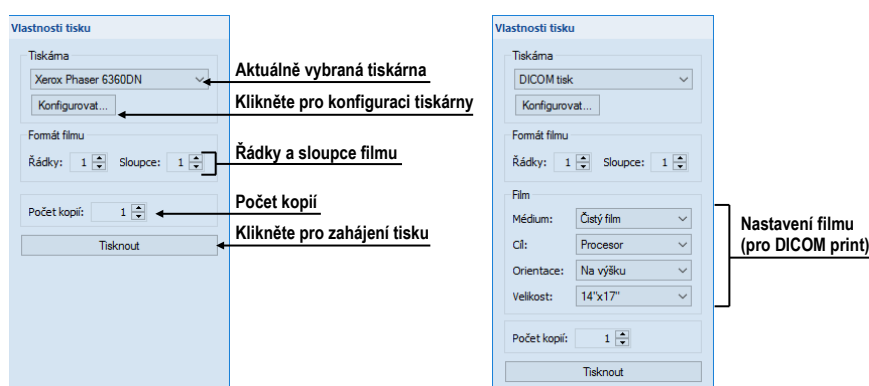 Vlastnosti tisku
Tiskárna
Xerox Phaser 6360DN
Konfigurovat...
Formát filmu
Řádky: 1 Sloupce: 1
Počet kopií: 1
Tisknout
Aktuálně vybraná tiskárna
Klikněte pro konfiguraci tiskárny
Řádky a sloupce filmu
Počet kopií
Klikněte pro zahájení tisku
Vlastnosti tisku
Tiskárna
DICOM tisk
Konfigurovat...
Formát filmu
Řádky: 1 Sloupce: 1
Film
Médium: Čistý film
Cíl: Procesor
Orientace: Na výšku
Velikost: 14"x17"
Počet kopií: 1
Tisknout
Nastavení filmu
(pro DICOM print)